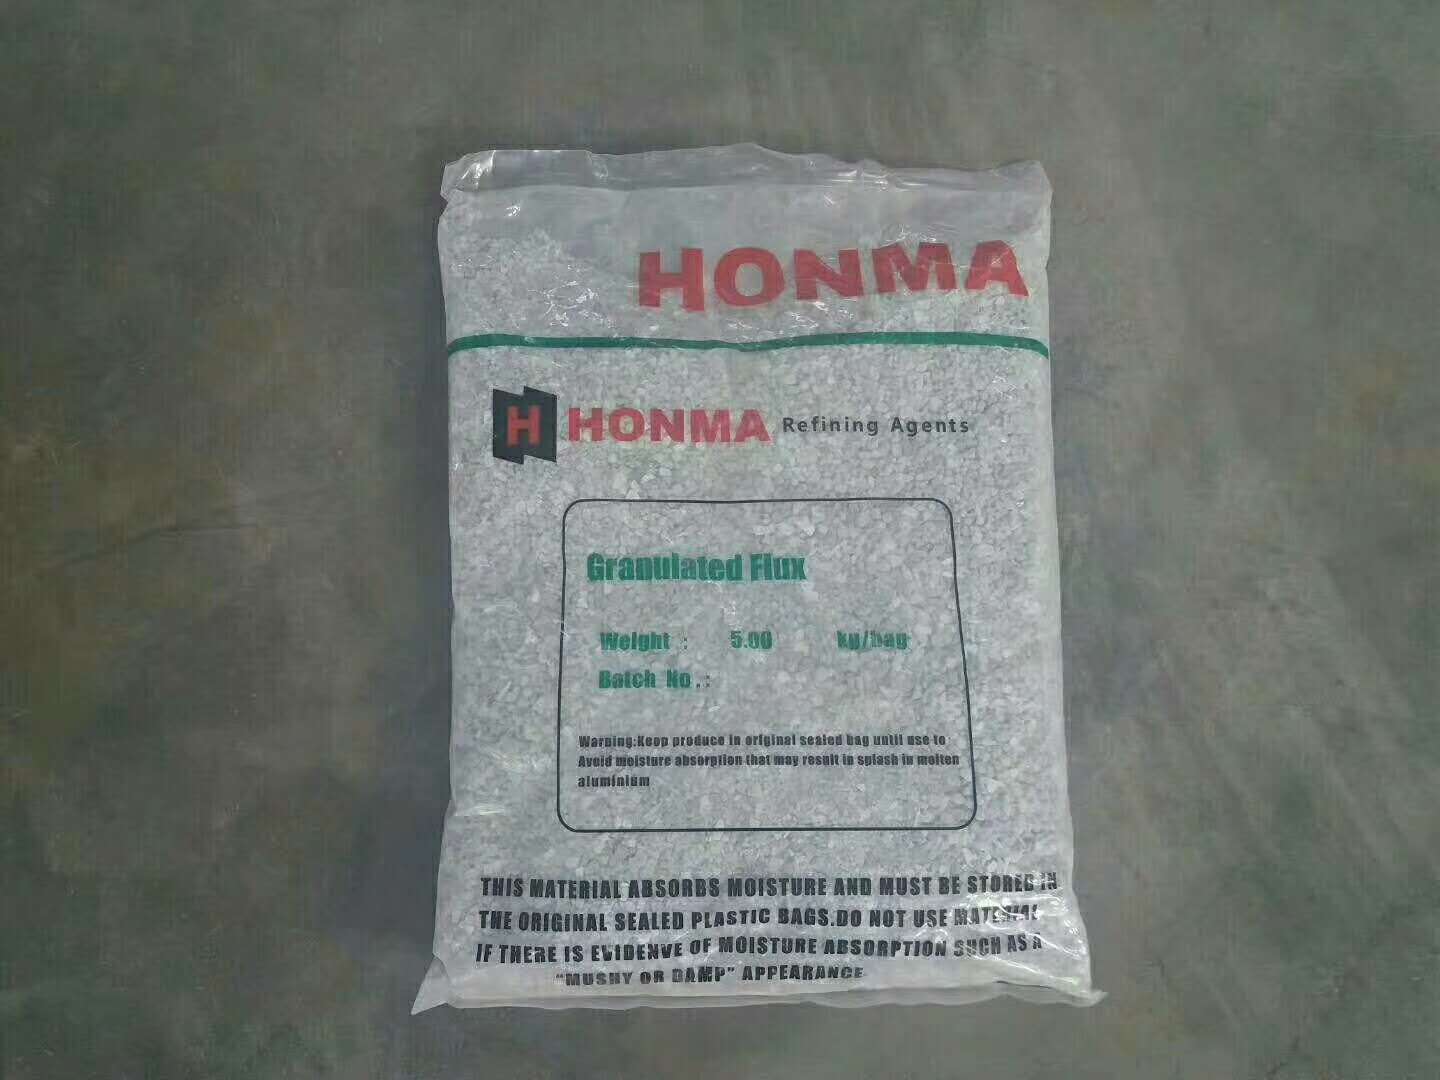 HONMA
H HONMA Refining Agents
Granulated Flux
Weight : 5.00 kg/bag
Batch No.:
Warning:Keep produce in original sealed bag until use to
Avoid moisture absorption that may result in splash in molten
aluminium
THIS MATERIAL ABSORBS MOISTURE AND MUST BE STORED IN
THE ORIGINAL SEALED PLASTIC BAGS.DO NOT USE MATERIAL
IF THERE IS EVIDENVE OF MOISTURE ABSORPTION SUCH AS A
"MUSHY OR DAMP" APPEARANCE